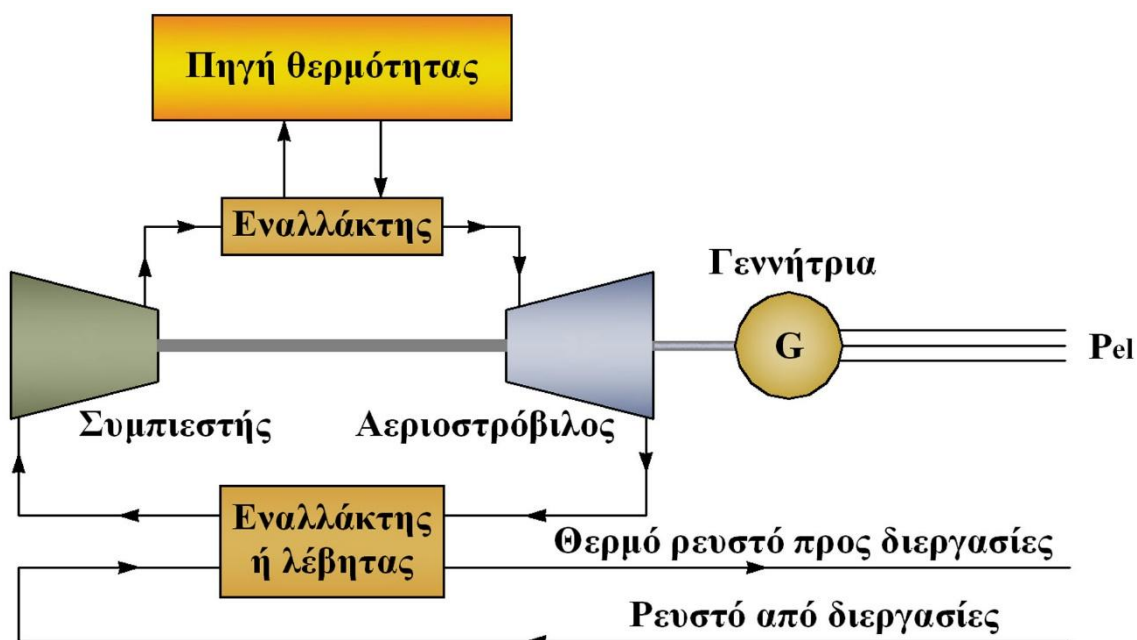 Πηγή θερμότητας
Εναλλάκτης
Γεννήτρια
G
Pel
Συμπιεστής
Αεριοστρόβιλος
Εναλλάκτης
ή λέβητας
Θερμό ρευστό προς διεργασίες
Ρευστό από διεργασίες